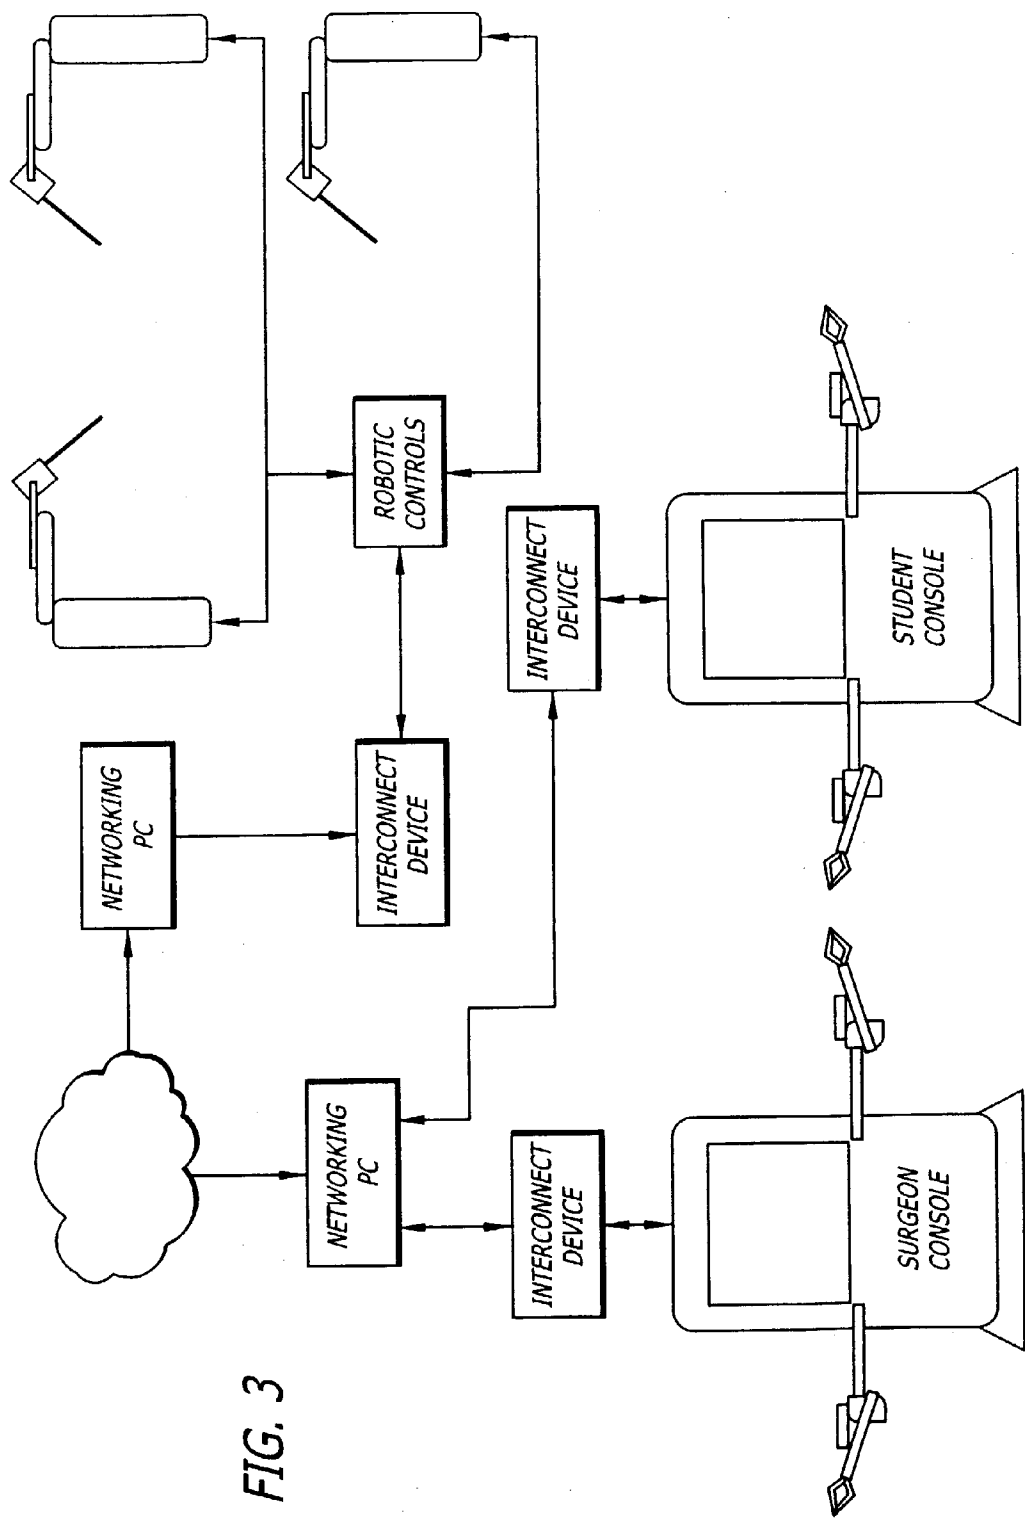 NETWORKING
PC
NETWORKING
PC
INTERCONNECT
DEVICE
ROBOTIC
CONTROLS
INTERCONNECT
DEVICE
INTERCONNECT
DEVICE
SURGEON
CONSOLE
STUDENT
CONSOLE
FIG. 3